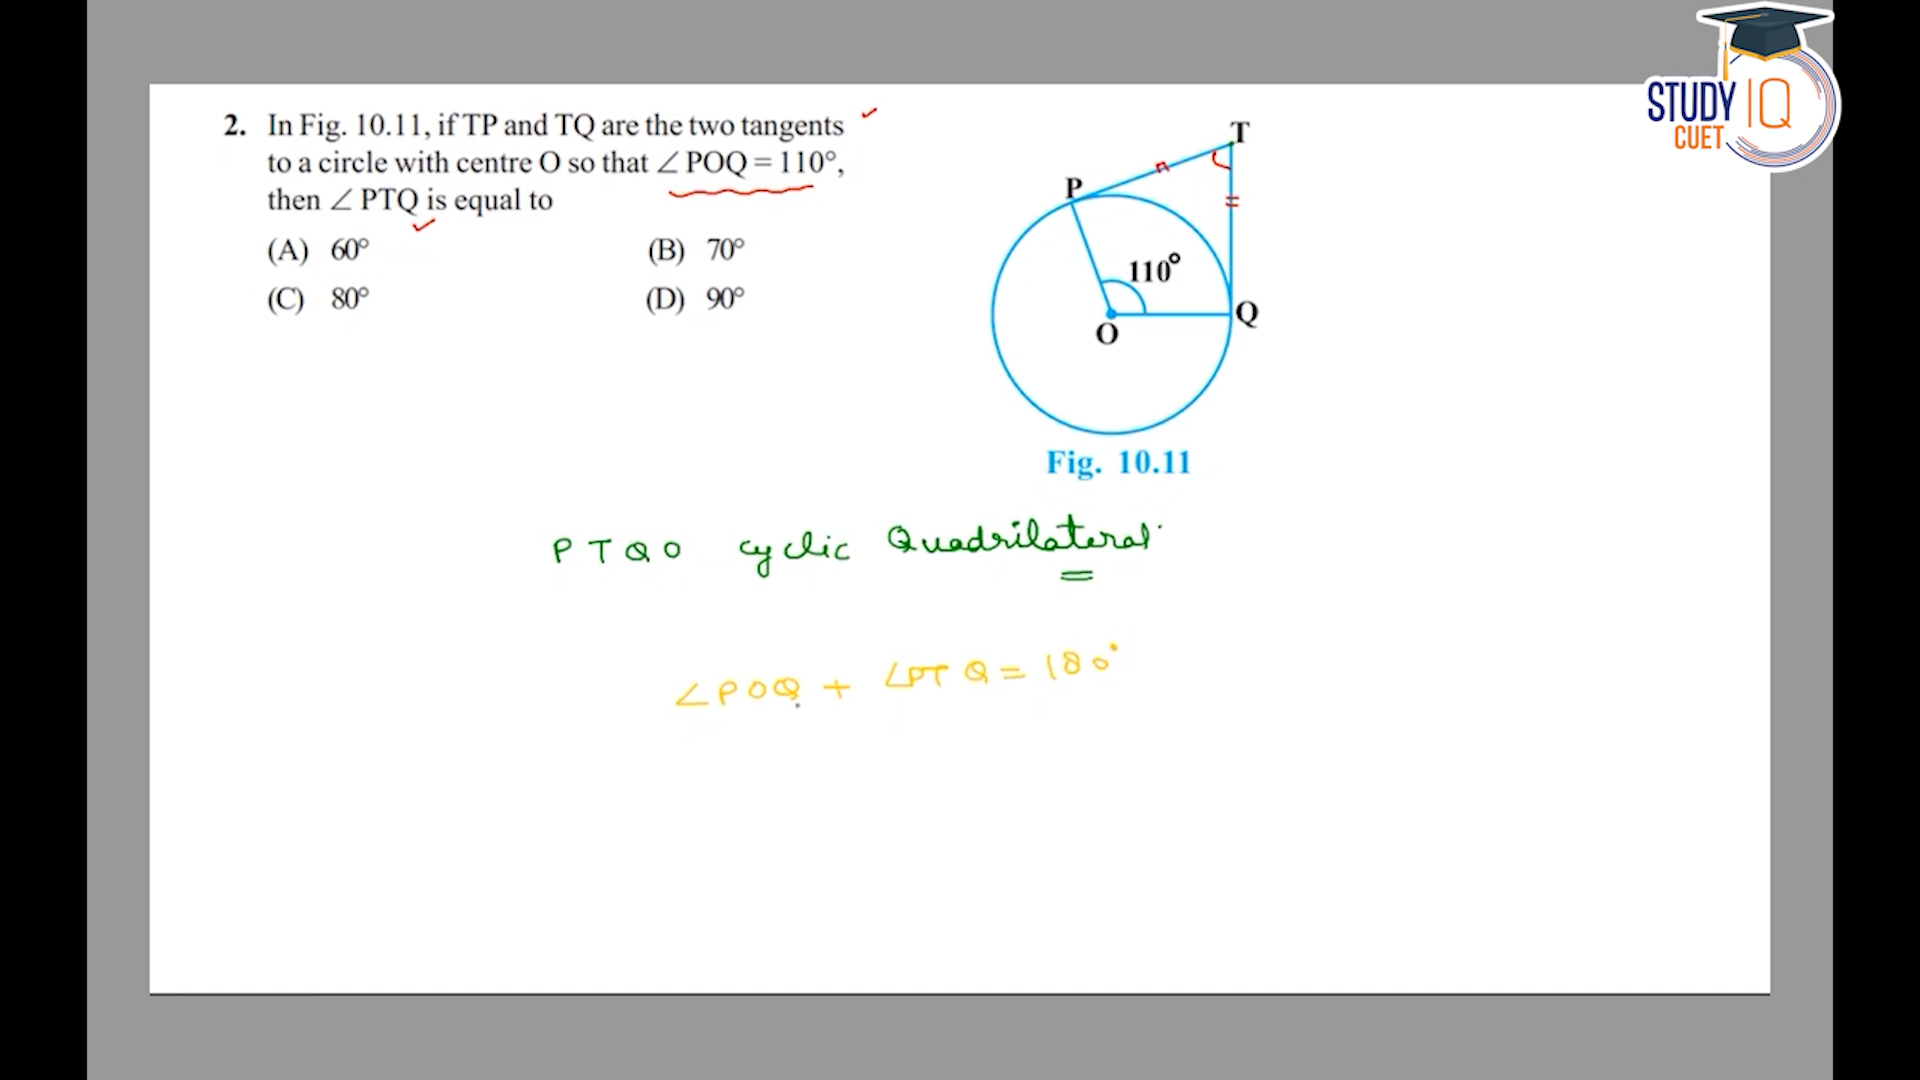 STUDY IQ
CUET
2. In Fig. 10.11, if TP and TQ are the two tangents
to a circle with centre O so that ∠ POQ = 110°,
then ∠ PTQ is equal to
(A) 60° (B) 70°
(C) 80° (D) 90°
T
P
110°
O
Q
Fig. 10.11
PTQO cyclic Quadrilateral
∠POQ + ∠PTQ = 180°